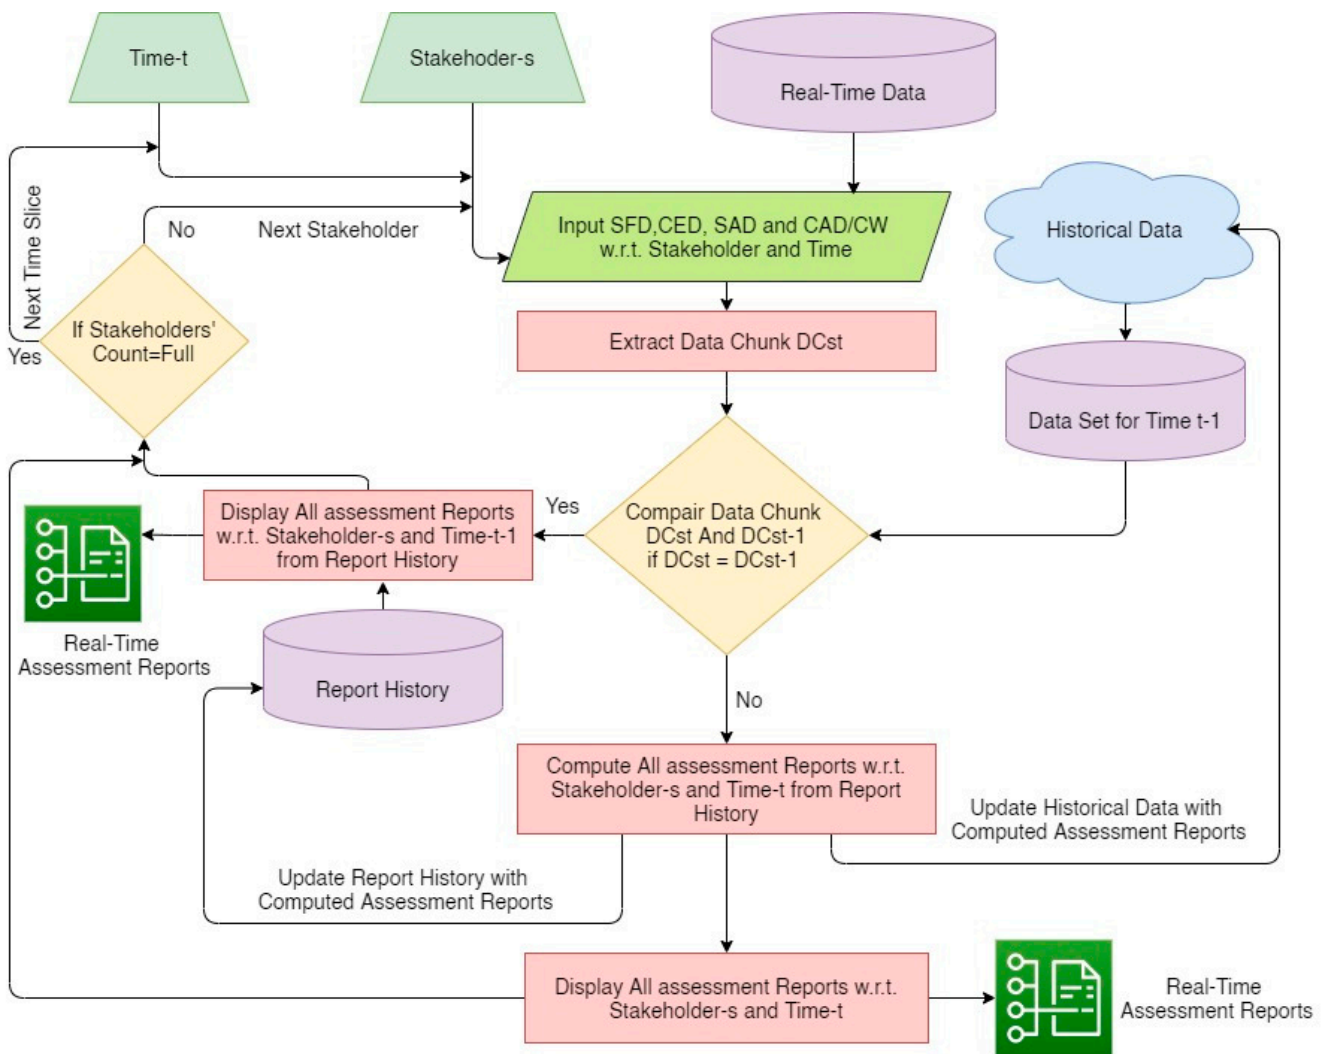 Time-t
Stakehoder-s
Real-Time Data
Next Time Slice
No
Next Stakeholder
Input SFD,CED, SAD and CAD/CW
w.r.t. Stakeholder and Time
Historical Data
If Stakeholders'
Count=Full
Yes
Extract Data Chunk DCst
Data Set for Time t-1
Display All assessment Reports
w.r.t. Stakeholder-s and Time-t-1
from Report History
Yes
Compair Data Chunk
DCst And DCst-1
if DCst = DCst-1
Real-Time
Assessment Reports
Report History
No
Compute All assessment Reports w.r.t.
Stakeholder-s and Time-t from Report
History
Update Historical Data with
Computed Assessment Reports
Update Report History with
Computed Assessment Reports
Display All assessment Reports w.r.t.
Stakeholder-s and Time-t
Real-Time
Assessment Reports